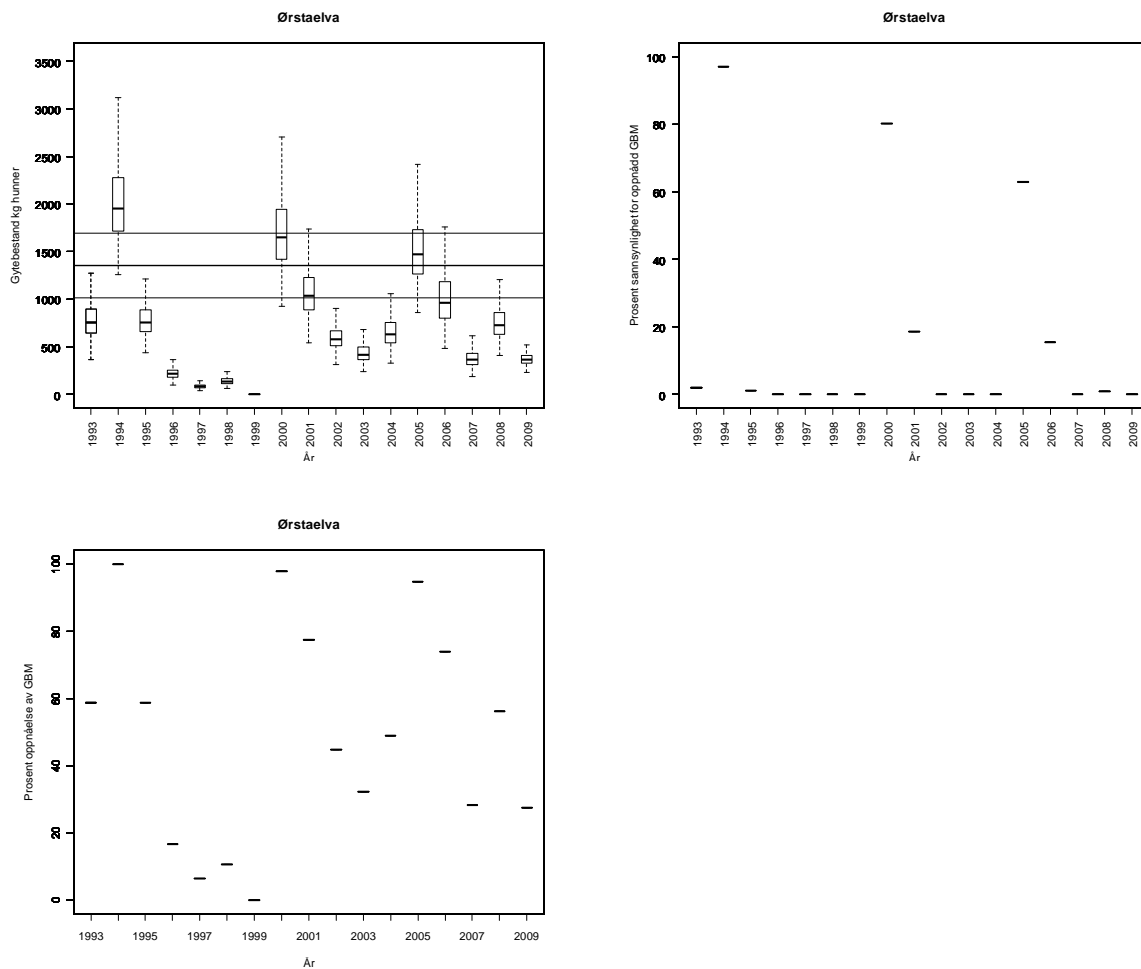 Ørstaelva
Gytebestand kg hunner
3500
3000
2500
2000
1500
1000
500
0
1993 1994 1995 1996 1997 1998 1999 2000 2001 2002 2003 2004 2005 2006 2007 2008 2009
År
Ørstaelva
Prosent sannsynlighet for oppnådd GBM
100
80
60
40
20
0
1993 1994 1995 1996 1997 1998 1999 2000 2001 2002 2003 2004 2005 2006 2007 2008 2009
År
Ørstaelva
Prosent oppnåelse av GBM
100
80
60
40
20
0
1993 1995 1997 1999 2001 2003 2005 2007 2009
År